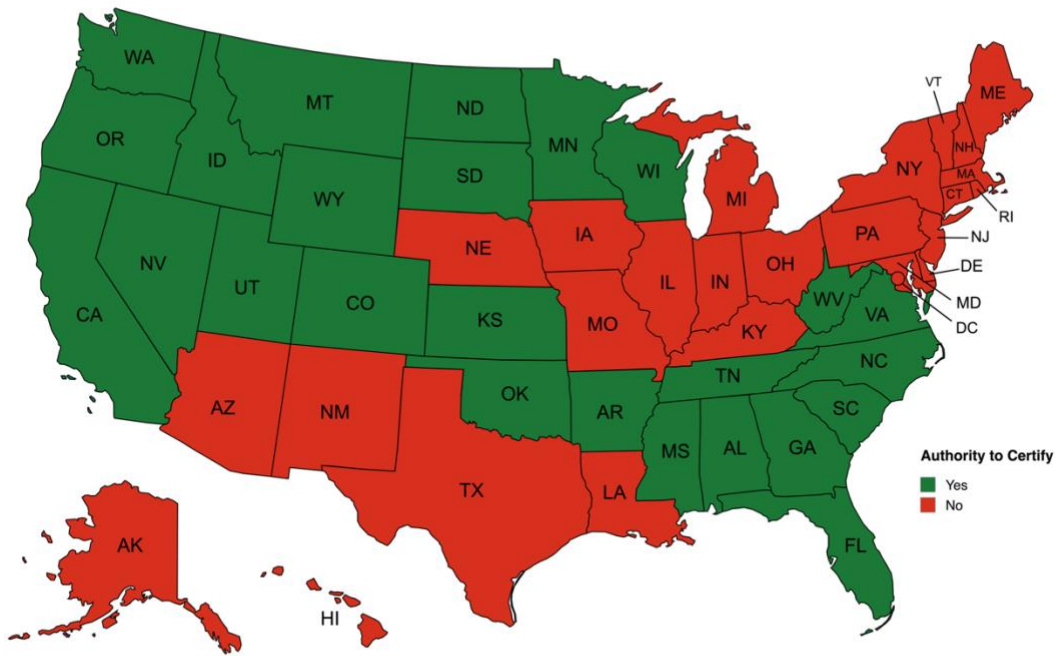 WA
MT
ND
MN
OR
ID
WY
SD
WI
MI
NY
VT
ME
NH
MA
CT
RI
NV
UT
CO
NE
IA
IL
IN
OH
PA
NJ
DE
MD
DC
CA
KS
MO
KY
WV
VA
AZ
NM
OK
AR
TN
NC
SC
MS
AL
GA
TX
LA
FL
AK
HI
Authority to Certify
Yes
No